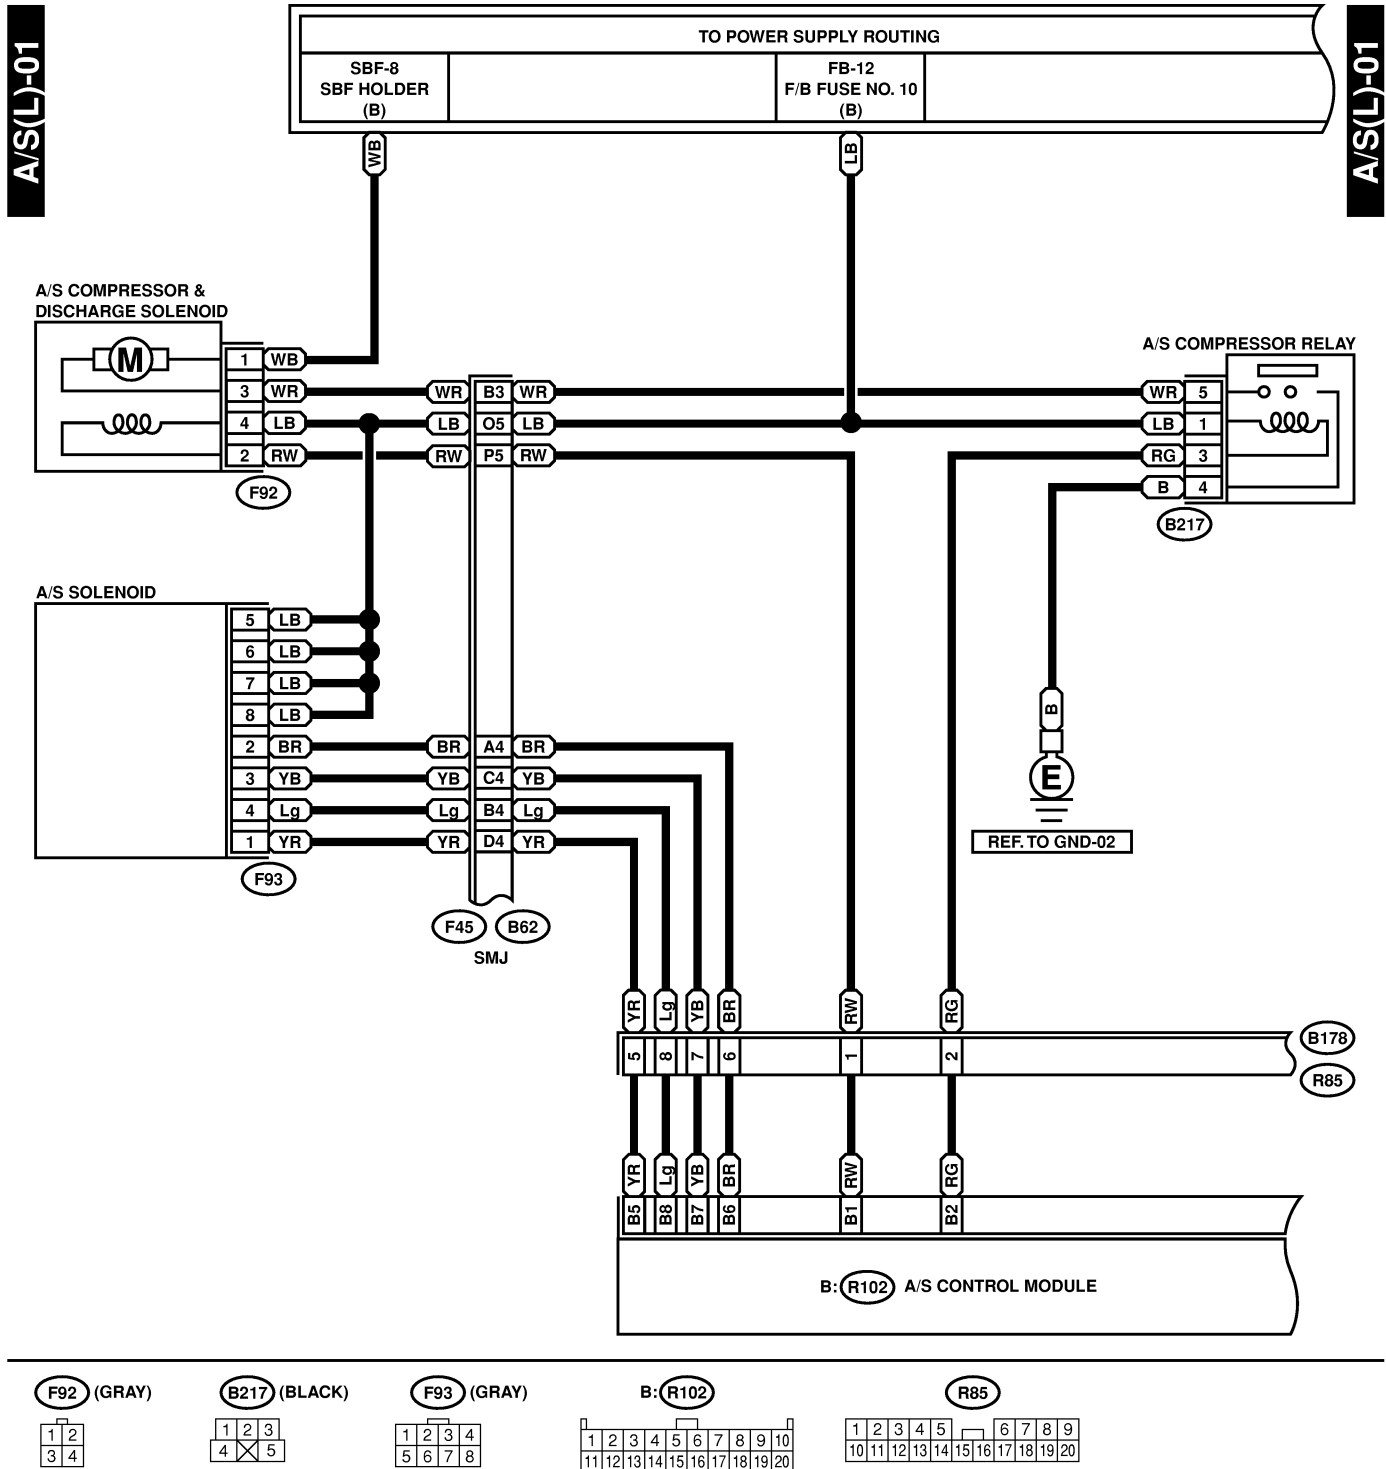 A/S(L)-01
A/S(L)-01
TO POWER SUPPLY ROUTING
SBF-8
SBF HOLDER
(B)
FB-12
F/B FUSE NO. 10
(B)
WB
LB
A/S COMPRESSOR &
DISCHARGE SOLENOID
M
1 WB
3 WR
4 LB
2 RW
F92
WR B3 WR
LB O5 LB
RW P5 RW
A/S COMPRESSOR RELAY
WR 5
LB 1
RG 3
B 4
B217
A/S SOLENOID
5 LB
6 LB
7 LB
8 LB
2 BR
3 YB
4 Lg
1 YR
F93
BR A4 BR
YB C4 YB
Lg B4 Lg
YR D4 YR
F45 B62
SMJ
B
E
REF. TO GND-02
YR Lg YB BR RW RG
5 8 7 6 1 2
B178
R85
YR Lg YB BR RW RG
B5 B8 B7 B6 B1 B2
B: R102 A/S CONTROL MODULE
F92 (GRAY)
1 2
3 4
B217 (BLACK)
1 2 3
4 5
F93 (GRAY)
1 2 3 4
5 6 7 8
B: R102
1 2 3 4 5 6 7 8 9 10
11 12 13 14 15 16 17 18 19 20
R85
1 2 3 4 5 6 7 8 9
10 11 12 13 14 15 16 17 18 19 20